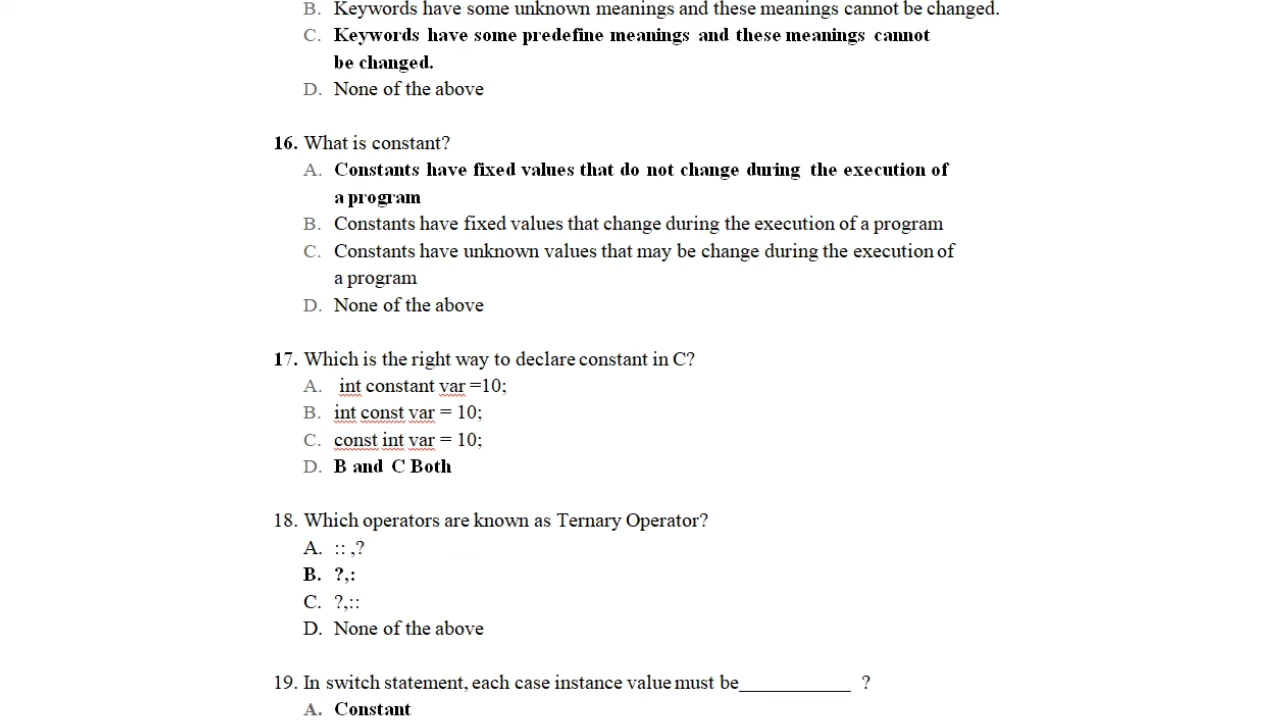 B. Keywords have some unknown meanings and these meanings cannot be changed.
C. Keywords have some predefine meanings and these meanings cannot
be changed.
D. None of the above
16. What is constant?
A. Constants have fixed values that do not change during the execution of
a program
B. Constants have fixed values that change during the execution of a program
C. Constants have unknown values that may be change during the execution of
a program
D. None of the above
17. Which is the right way to declare constant in C?
A. int constant var =10;
B. int const var = 10;
C. const int var = 10;
D. B and C Both
18. Which operators are known as Ternary Operator?
A. :: ,?
B. ?,:
C. ?,::
D. None of the above
19. In switch statement, each case instance value must be___________ ?
A. Constant